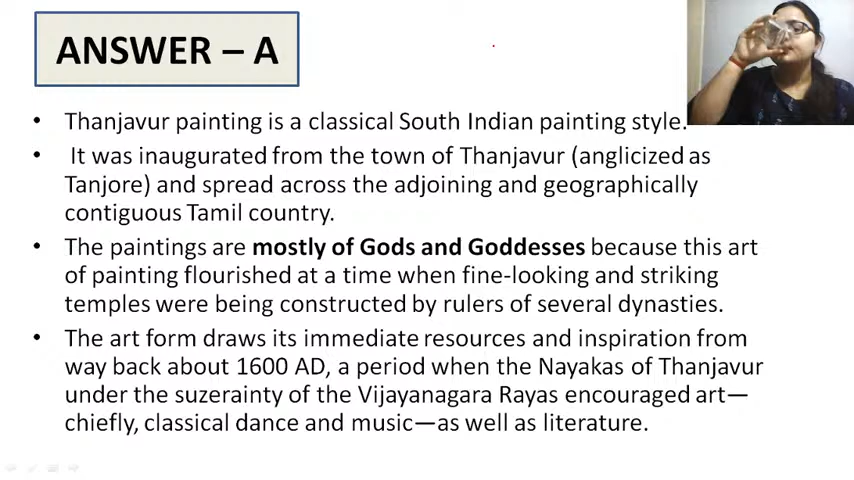 ANSWER – A
• Thanjavur painting is a classical South Indian painting style.
• It was inaugurated from the town of Thanjavur (anglicized as
Tanjore) and spread across the adjoining and geographically
contiguous Tamil country.
• The paintings are mostly of Gods and Goddesses because this art
of painting flourished at a time when fine-looking and striking
temples were being constructed by rulers of several dynasties.
• The art form draws its immediate resources and inspiration from
way back about 1600 AD, a period when the Nayakas of Thanjavur
under the suzerainty of the Vijayanagara Rayas encouraged art—
chiefly, classical dance and music—as well as literature.